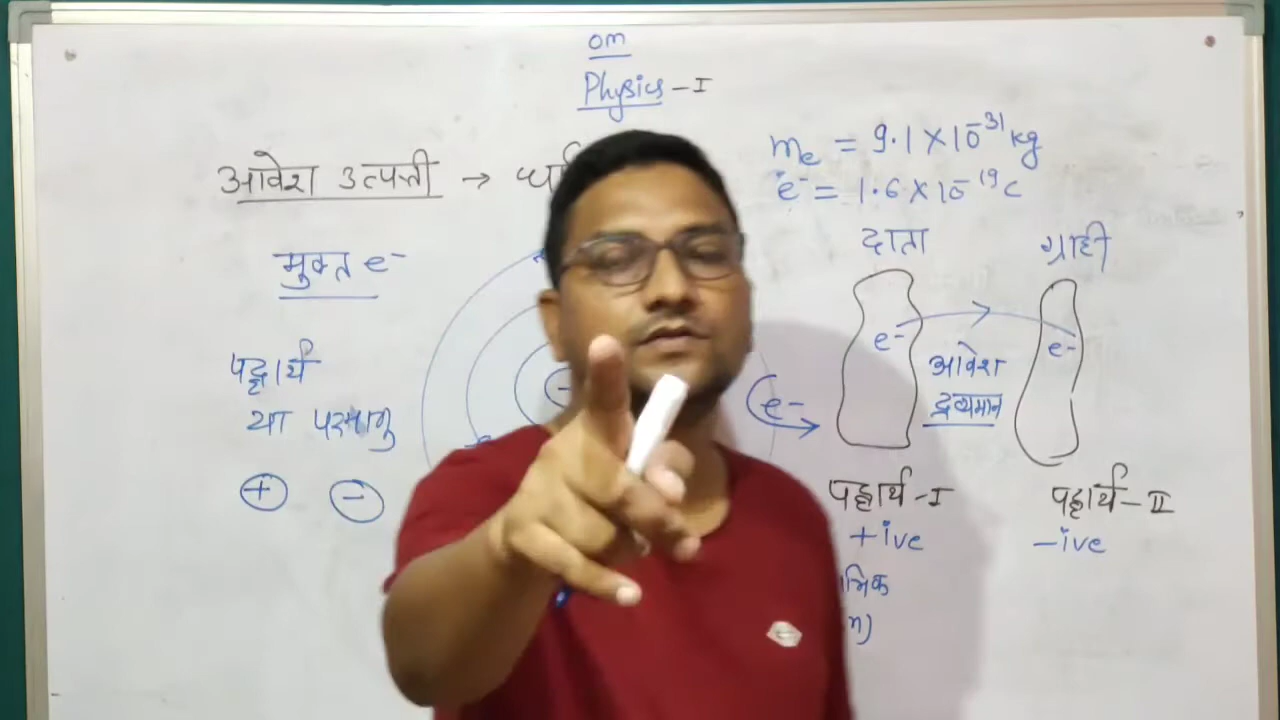 om
Physics - I
आवेश उत्पत्ती →
mₑ = 9.1 × 10⁻³¹ kg
e⁻ = 1.6 × 10⁻¹⁹ C
मुक्त e⁻
दाता
ग्राही
पदार्थ
या परमाणु
e⁻
e⁻
e⁻
आवेश
द्रव्यमान
+
-
पदार्थ - I
पदार्थ - II
+ive
-ive